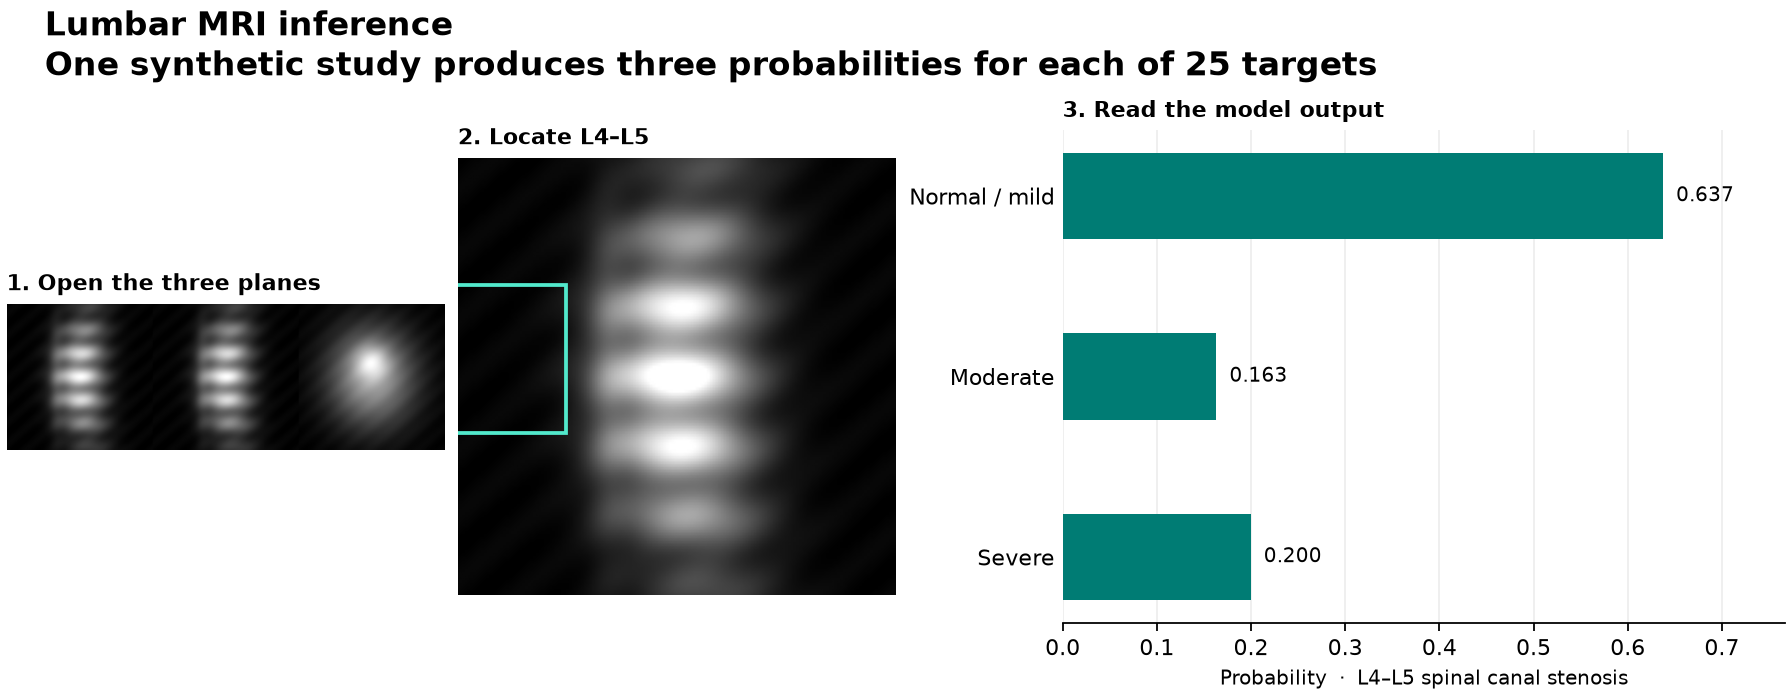 Lumbar MRI inference
One synthetic study produces three probabilities for each of 25 targets
1. Open the three planes
2. Locate L4–L5
3. Read the model output
Normal / mild
0.637
Moderate
0.163
Severe
0.200
0.0 0.1 0.2 0.3 0.4 0.5 0.6 0.7
Probability · L4–L5 spinal canal stenosis